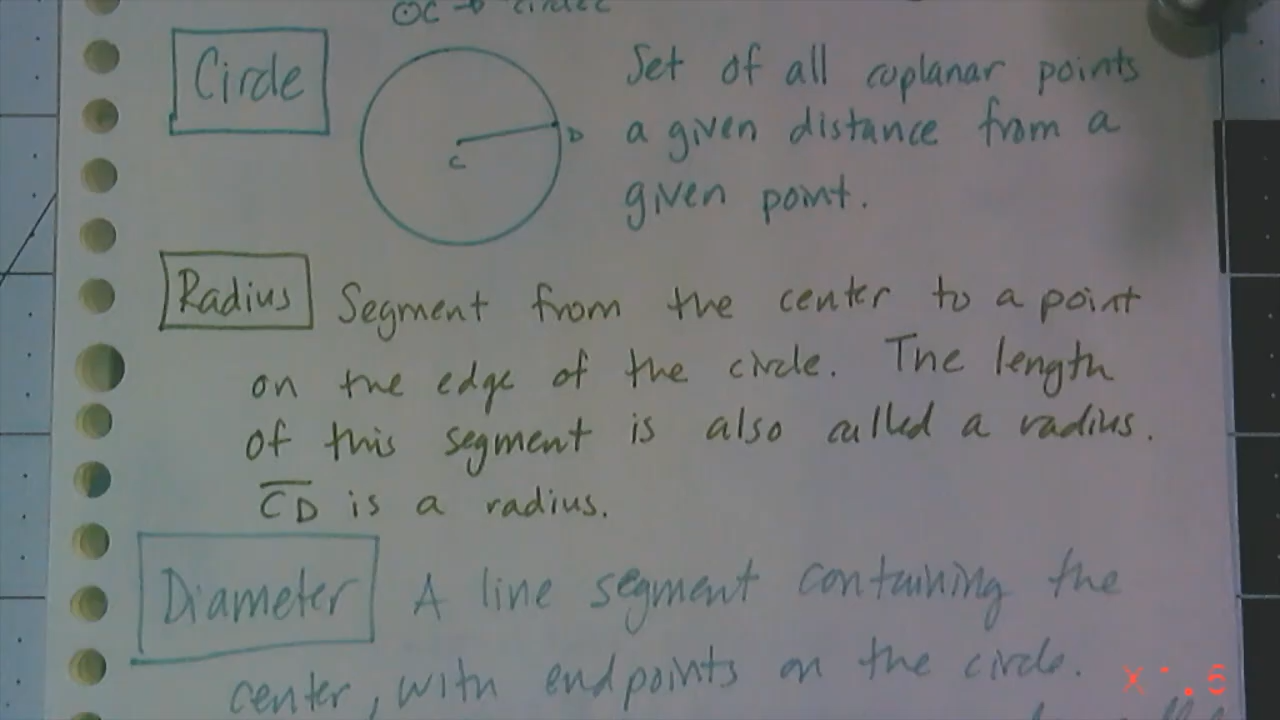 ⊙C → circle C
Circle
Set of all coplanar points
a given distance from a
given point.
C
D
Radius Segment from the center to a point
on the edge of the circle. The length
of this segment is also called a radius.
C̅D̅ is a radius.
Diameter A line segment containing the
center, with endpoints on the circle.